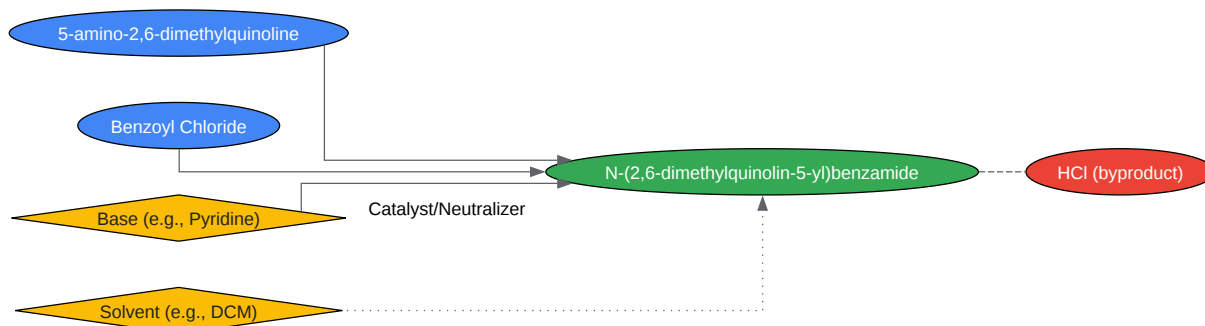 5-amino-2,6-dimethylquinoline
Benzoyl Chloride
N-(2,6-dimethylquinolin-5-yl)benzamide
HCl (byproduct)
Base (e.g., Pyridine)
Catalyst/Neutralizer
Solvent (e.g., DCM)